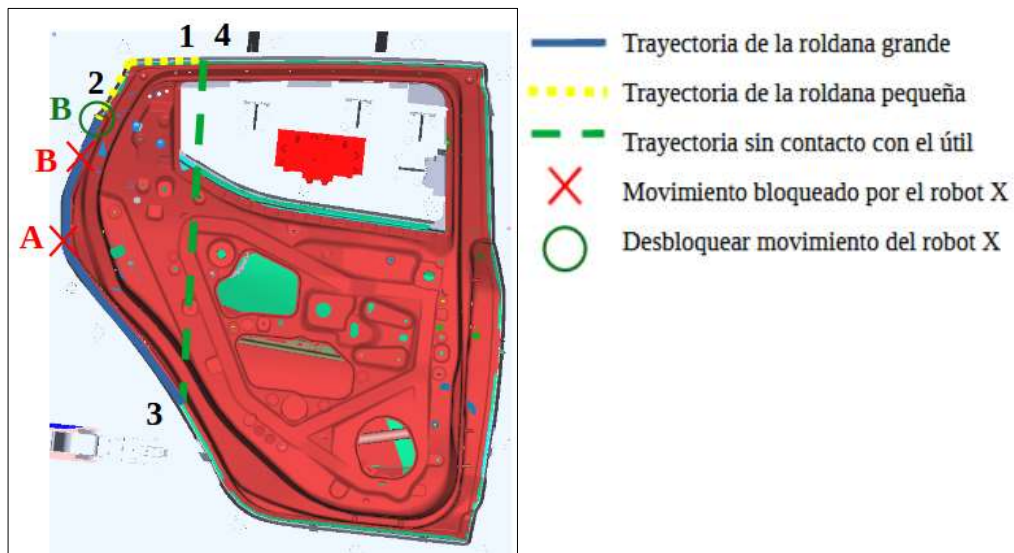 1 4
2
B
B
A
3
Trayectoria de la roldana grande
Trayectoria de la roldana pequeña
Trayectoria sin contacto con el útil
Movimiento bloqueado por el robot X
Desbloquear movimiento del robot X